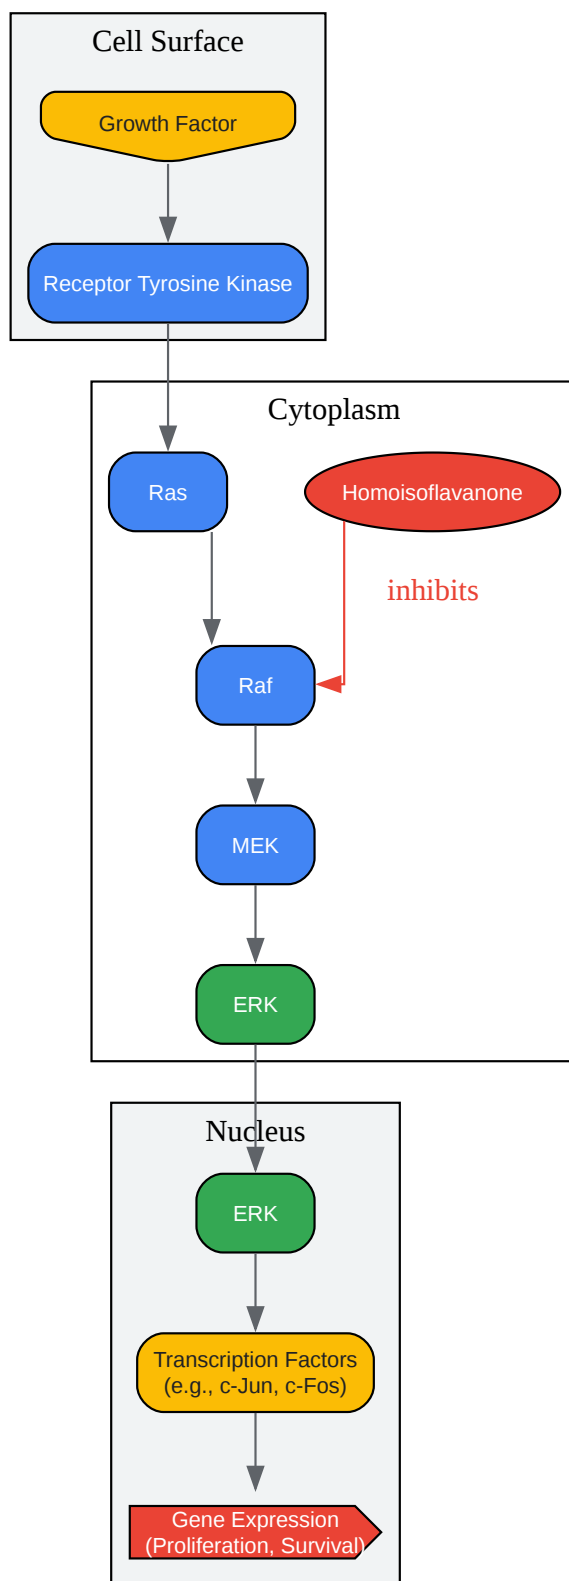 Cell Surface
Growth Factor
Receptor Tyrosine Kinase
Cytoplasm
Ras
Homoisoflavanone
inhibits
Raf
MEK
ERK
Nucleus
ERK
Transcription Factors
(e.g., c-Jun, c-Fos)
Gene Expression
(Proliferation, Survival)